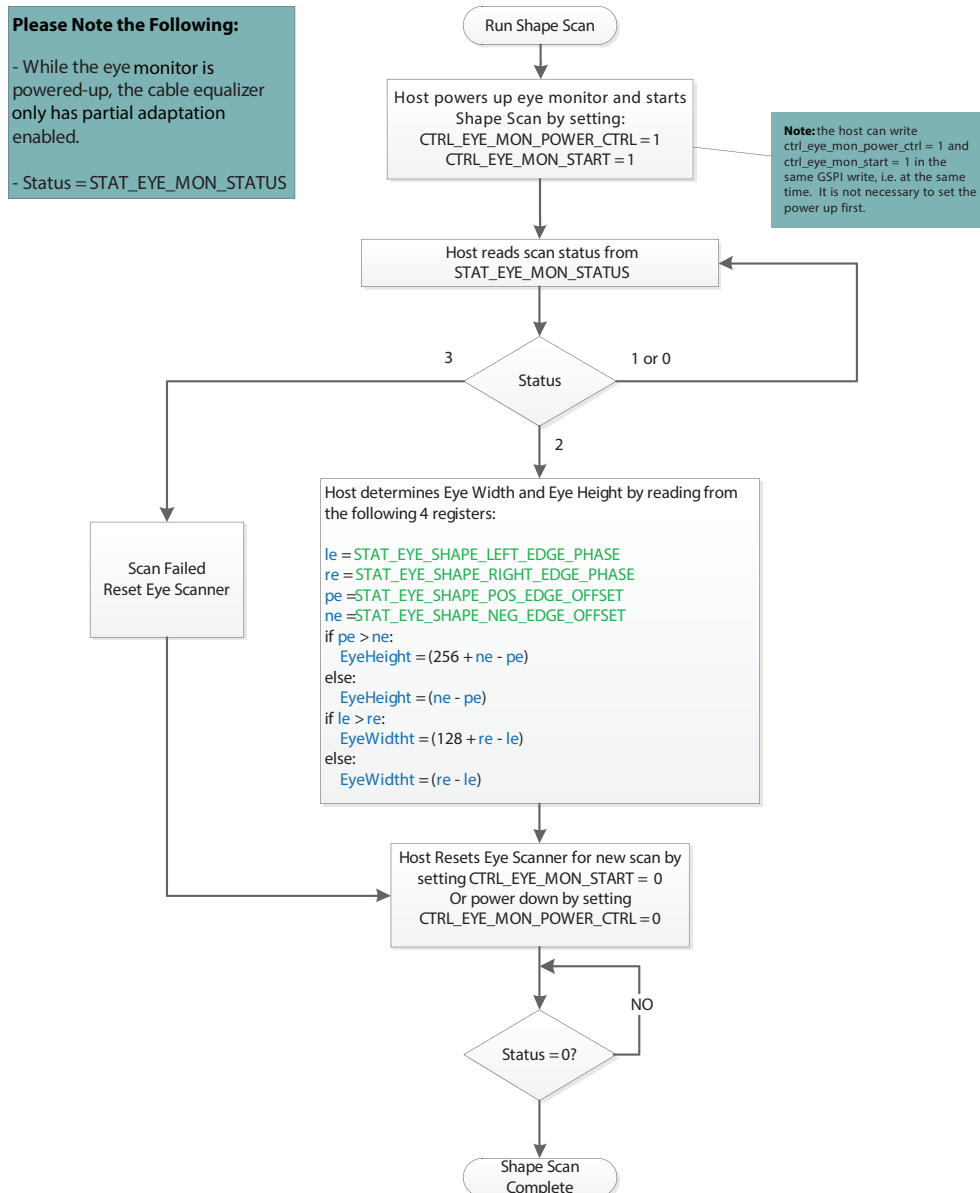 Please Note the Following:
- While the eye monitor is
powered-up, the cable equalizer
only has partial adaptation
enabled.
- Status = STAT_EYE_MON_STATUS
Run Shape Scan
Host powers up eye monitor and starts
Shape Scan by setting:
CTRL_EYE_MON_POWER_CTRL = 1
CTRL_EYE_MON_START = 1
Note: the host can write
ctrl_eye_mon_power_ctrl = 1 and
ctrl_eye_mon_start = 1 in the
same GSPI write, i.e. at the same
time. It is not necessary to set the
power up first.
Host reads scan status from
STAT_EYE_MON_STATUS
3
Status
1 or 0
2
Scan Failed
Reset Eye Scanner
Host determines Eye Width and Eye Height by reading from
the following 4 registers:
le = STAT_EYE_SHAPE_LEFT_EDGE_PHASE
re = STAT_EYE_SHAPE_RIGHT_EDGE_PHASE
pe =STAT_EYE_SHAPE_POS_EDGE_OFFSET
ne =STAT_EYE_SHAPE_NEG_EDGE_OFFSET
if pe > ne:
EyeHeight = (256 + ne - pe)
else:
EyeHeight = (ne - pe)
if le > re:
EyeWidtht = (128 + re - le)
else:
EyeWidtht = (re - le)
Host Resets Eye Scanner for new scan by
setting CTRL_EYE_MON_START = 0
Or power down by setting
CTRL_EYE_MON_POWER_CTRL = 0
NO
Status = 0?
Shape Scan
Complete